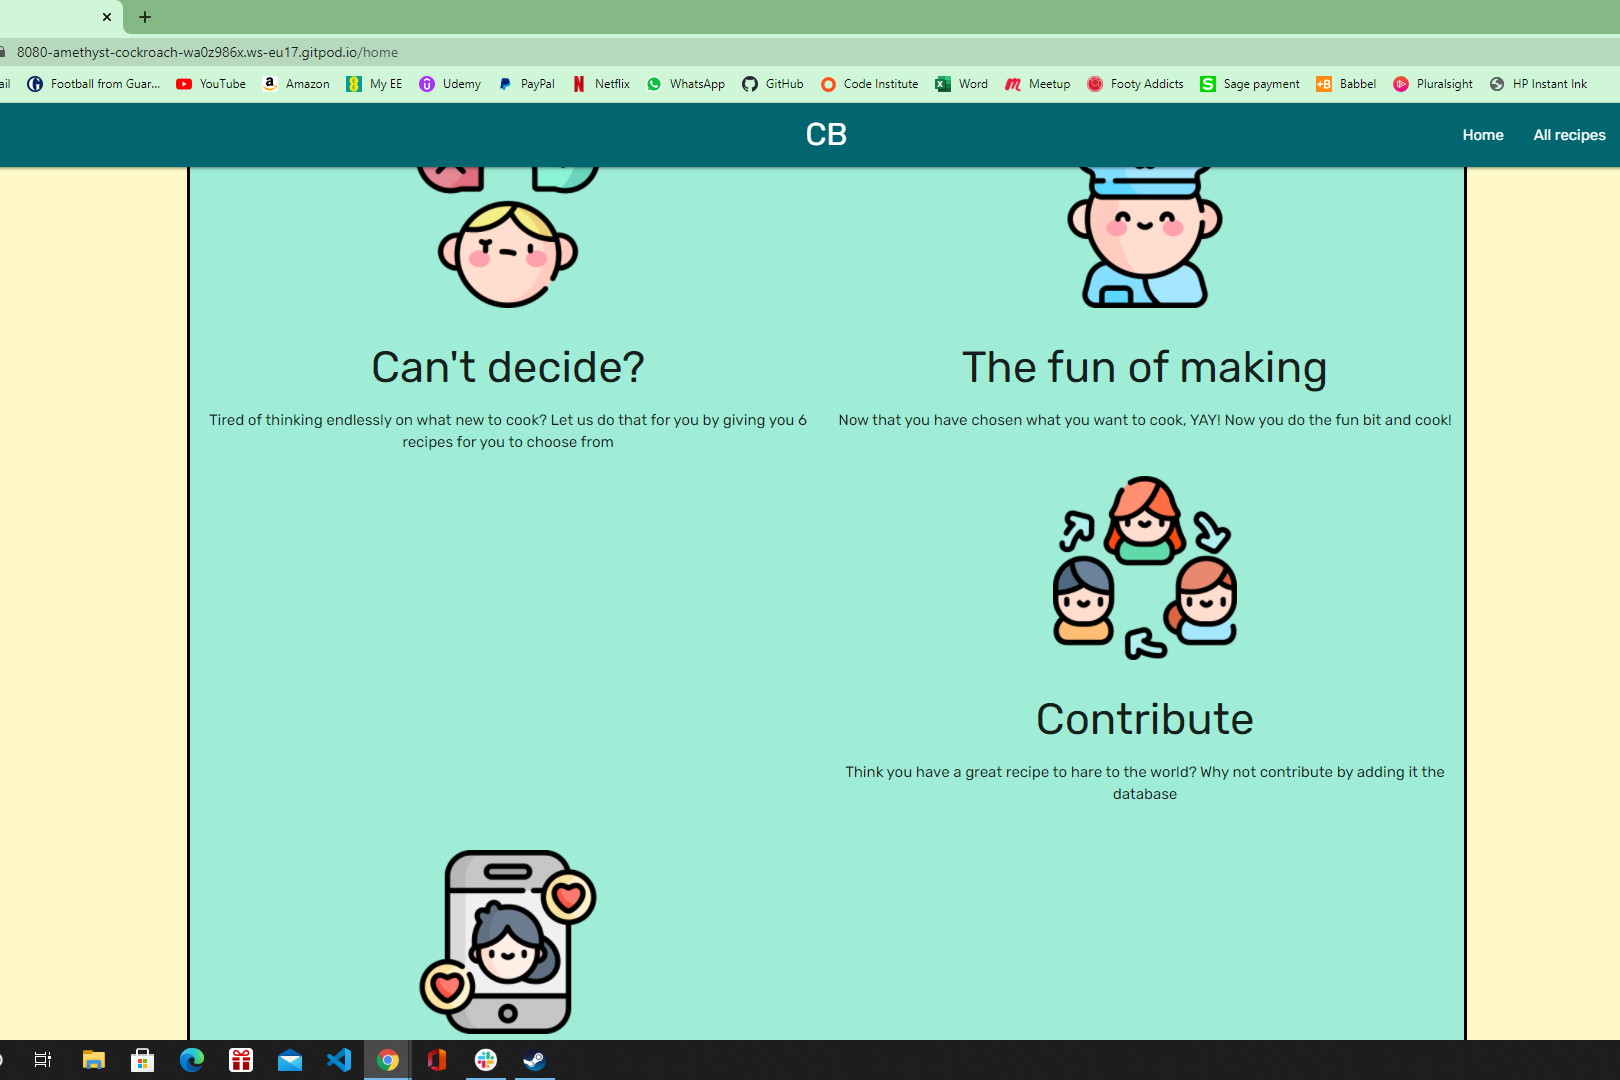 8080-amethyst-cockroach-wa0z986x.ws-eu17.gitpod.io/home
ail Football from Guar... YouTube Amazon My EE Udemy PayPal Netflix WhatsApp GitHub Code Institute Word Meetup Footy Addicts Sage payment Babbel Pluralsight HP Instant Ink
CB
Home All recipes
Can't decide?
Tired of thinking endlessly on what new to cook? Let us do that for you by giving you 6
recipes for you to choose from
The fun of making
Now that you have chosen what you want to cook, YAY! Now you do the fun bit and cook!
Contribute
Think you have a great recipe to hare to the world? Why not contribute by adding it the
database